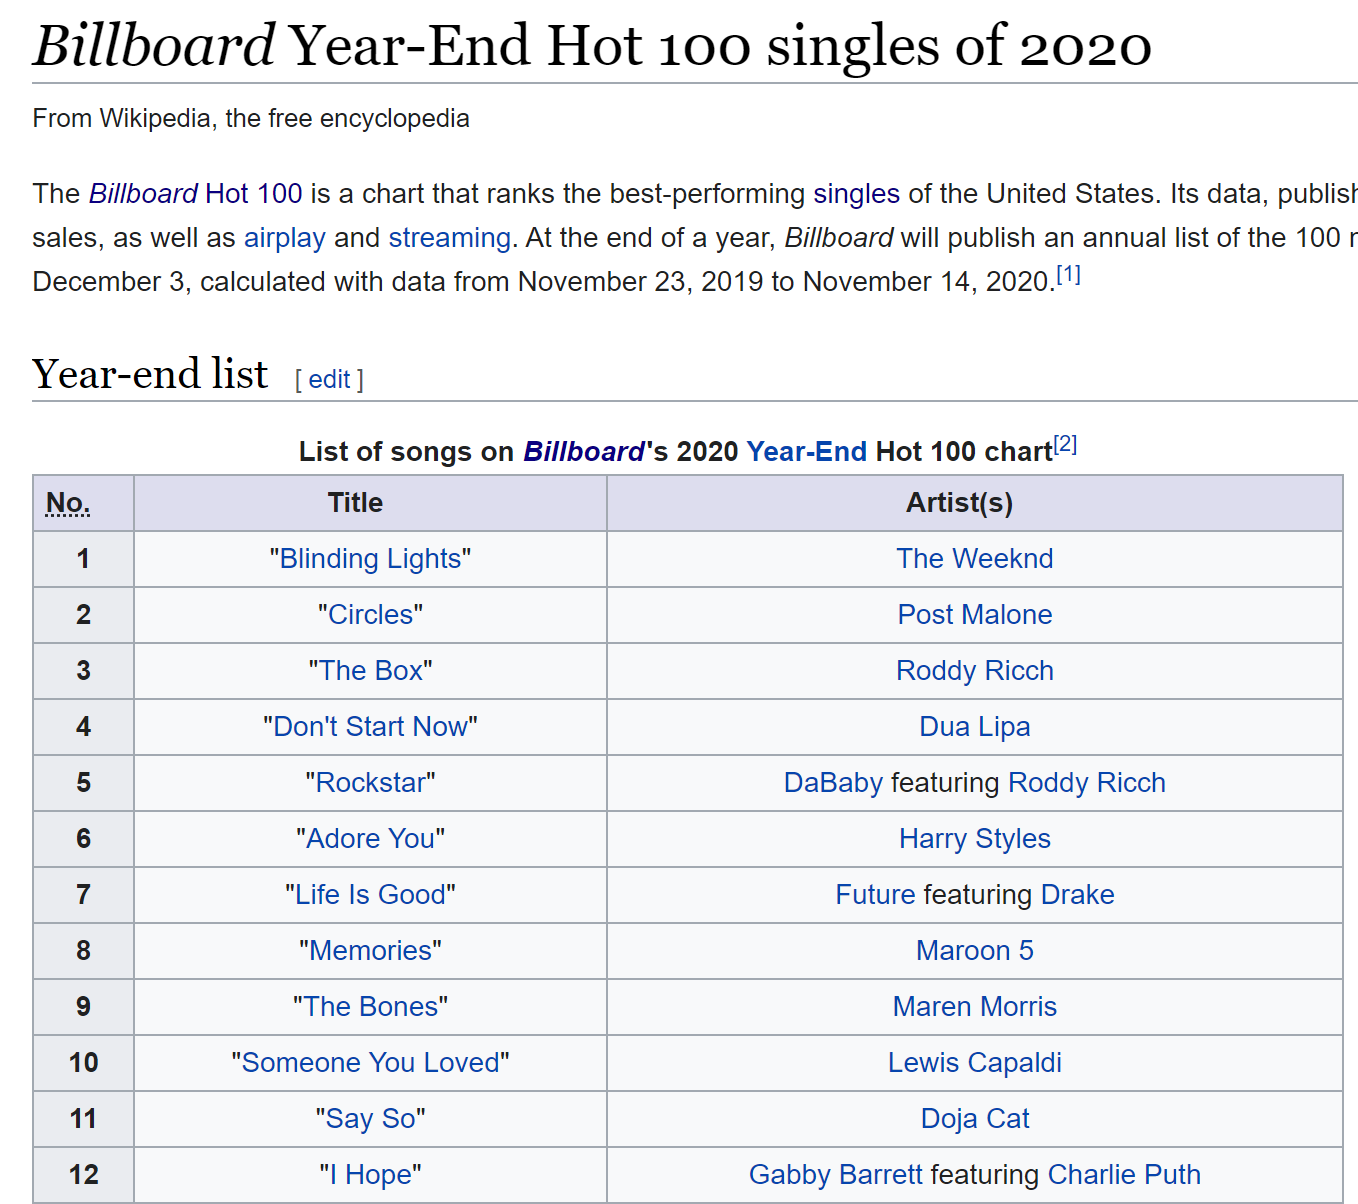 Billboard Year-End Hot 100 singles of 2020
From Wikipedia, the free encyclopedia
The Billboard Hot 100 is a chart that ranks the best-performing singles of the United States. Its data, publish
sales, as well as airplay and streaming. At the end of a year, Billboard will publish an annual list of the 100
December 3, calculated with data from November 23, 2019 to November 14, 2020.[1]
Year-end list [ edit ]
List of songs on Billboard's 2020 Year-End Hot 100 chart[2]
No. Title Artist(s)
1 "Blinding Lights" The Weeknd
2 "Circles" Post Malone
3 "The Box" Roddy Ricch
4 "Don't Start Now" Dua Lipa
5 "Rockstar" DaBaby featuring Roddy Ricch
6 "Adore You" Harry Styles
7 "Life Is Good" Future featuring Drake
8 "Memories" Maroon 5
9 "The Bones" Maren Morris
10 "Someone You Loved" Lewis Capaldi
11 "Say So" Doja Cat
12 "I Hope" Gabby Barrett featuring Charlie Puth